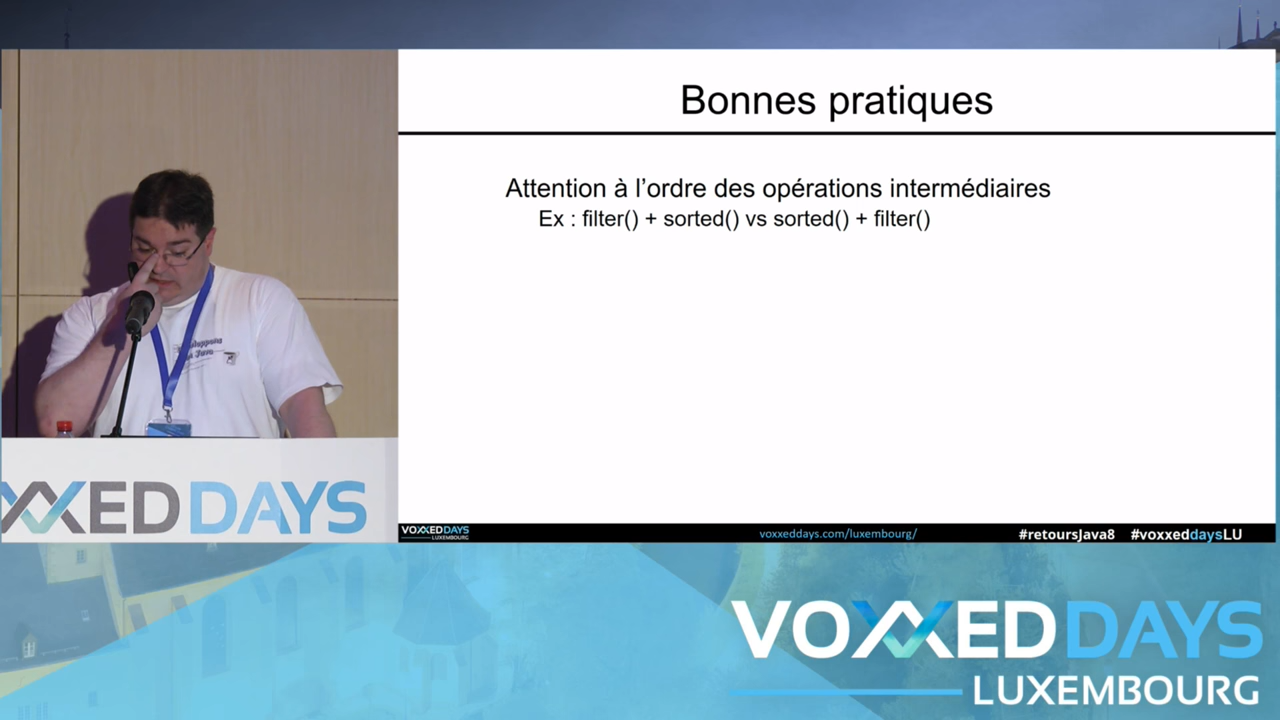 Bonnes pratiques
Attention à l’ordre des opérations intermédiaires
Ex : filter() + sorted() vs sorted() + filter()
XXED DAYS
VOXXED DAYS
LUXEMBOURG
voxxeddays.com/luxembourg/
#retoursJava8 #voxxeddaysLU
VOXXED DAYS
LUXEMBOURG